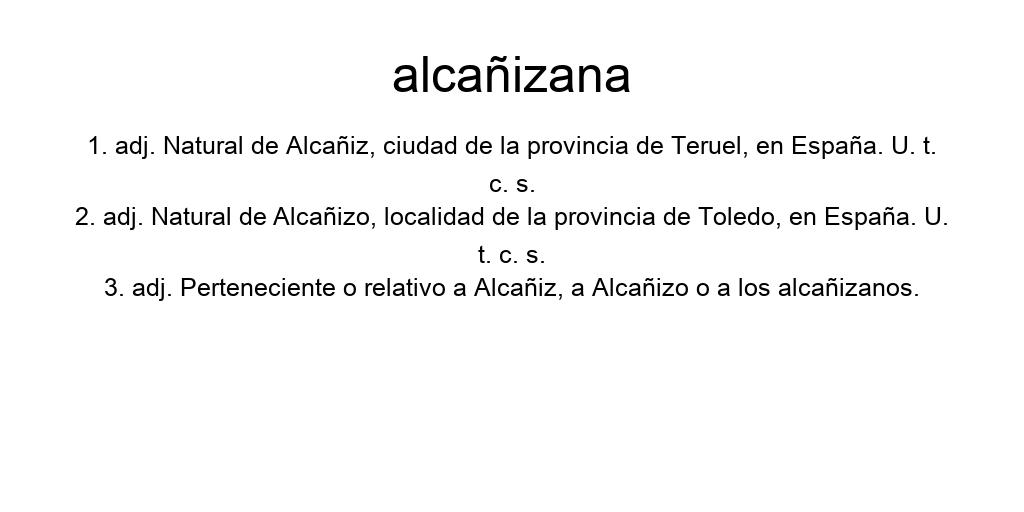 alcañizana
1. adj. Natural de Alcañiz, ciudad de la provincia de Teruel, en España. U. t.
c. s.
2. adj. Natural de Alcañizo, localidad de la provincia de Toledo, en España. U.
t. c. s.
3. adj. Perteneciente o relativo a Alcañiz, a Alcañizo o a los alcañizanos.